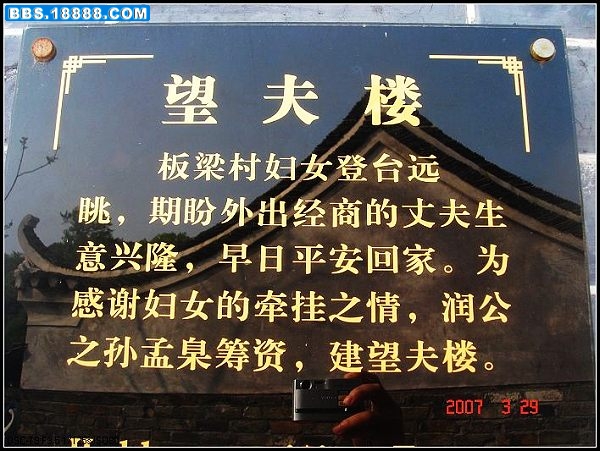 BBS.18888.COM
望夫楼
板梁村妇女登台远
眺，期盼外出经商的丈夫生
意兴隆，早日平安回家。为
感谢妇女的牵挂之情，润公
之孙孟臬筹资，建望夫楼。
2007 3 29